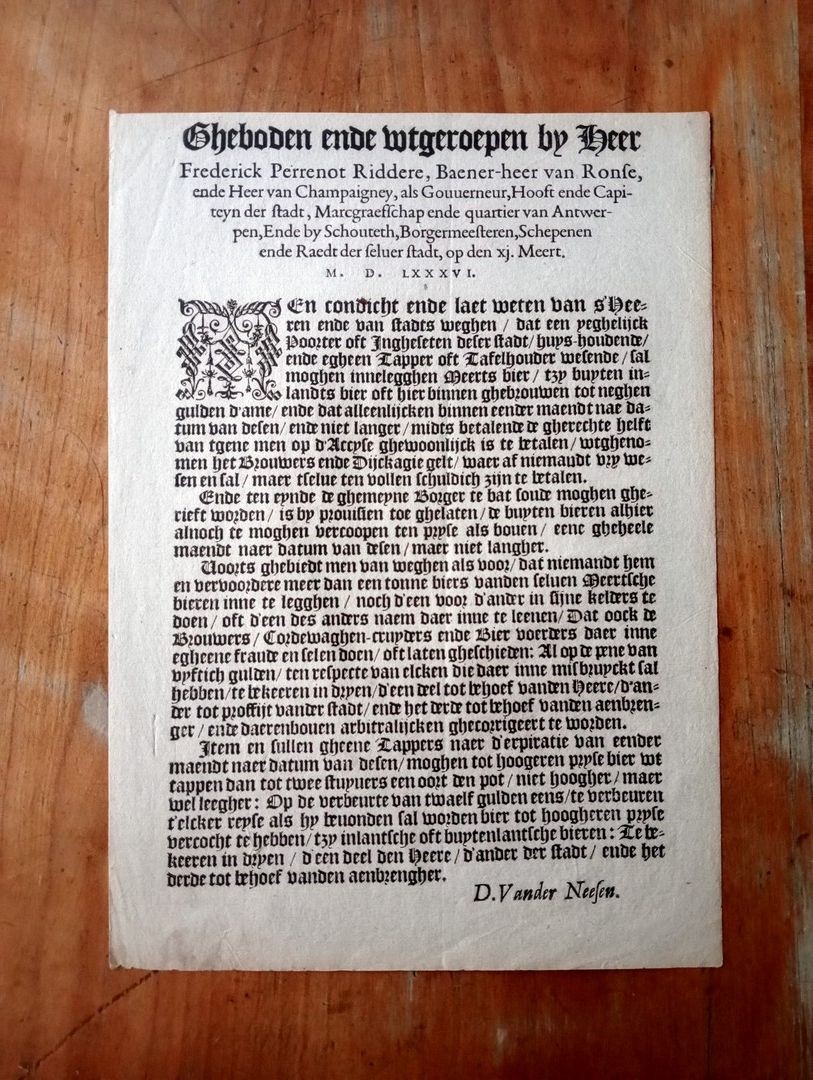 Gheboden ende wtgeroepen by Heer
Frederick Perrenot Riddere, Baener-heer van Ronse,
ende Heer van Champaigney, als Gouuerneur, Hooft ende Capi-
teyn der stadt, Marcgraefschap ende quartier van Antwer-
pen, Ende by Schouteth, Borgermeesteren, Schepenen
ende Raedt der seluer stadt, op den xj. Meert.
M. D. LXXXVI.
MEn condicht ende laet weten van s'Hee-
ren ende van stadts weghen / dat een yeghelijck
Poorter oft Ingheseten deser stadt / huys-houdende /
ende egheen Tapper oft Tafelhouder wesende / sal
moghen innelegghen Meerts bier / tzy buyten in-
landts bier oft hier binnen ghebrouwen tot neghen
gulden d'ame / ende dat alleenlijcken binnen eender maendt nae da-
tum van desen / ende niet langer / midts betalende de gherechte helft
van tgene men op d'Accyse ghewoonlijck is te betalen / wtgheno-
men het Brouwers ende Dijckagie gelt / waer af niemandt vry we-
sen en sal / maer tselue ten vollen schuldich zijn te betalen.
Ende ten eynde de ghemeyne Borger te bat soude moghen ghe-
rieft worden / is by prouisien toe ghelaten / de buyten bieren alhier
alnoch te moghen vercoopen ten pryse als bouen / eene gheheele
maendt naer datum van desen / maer niet langher.
Voorts ghebiedt men van weghen als voor / dat niemandt hem
en vervoordere meer dan een tonne biers vanden seluen Meertsche
bieren inne te legghen / noch d'een voor d'ander in sijne kelders te
doen / oft d'een des anders naem daer inne te leenen / Dat oock de
Brouwers / Cordewaghen-cruyders ende Bier voerders daer inne
egheene fraude en selen doen / oft laten gheschieden: Al op de pene van
vyftich gulden / ten respecte van elcken die daer inne misbruyckt sal
hebben / te bekeeren in dryen / d'een deel tot behoef vanden Heere / d'an-
der tot proffijt vander stadt / ende het derde tot behoef vanden aenbren-
ger / ende daerenbouen arbitralijcken ghecorrigeert te worden.
Item en sullen gheene Tappers naer d'expiratie van eender
maendt naer datum van desen / moghen tot hoogeren pryse bier wt
tappen dan tot twee stuyuers een oort den pot / niet hoogher / maer
wel leegher: Op de verbeurte van twaelf gulden eens / te verbeuren
t'elcker reyse als hy beuonden sal worden bier tot hoogheren pryse
vercocht te hebben / tzy inlantsche oft buytenlantsche bieren: Te be-
keeren in dryen / d'een deel den Heere / d'ander der stadt / ende het
derde tot behoef vanden aenbrengher.
D. Vander Neesen.